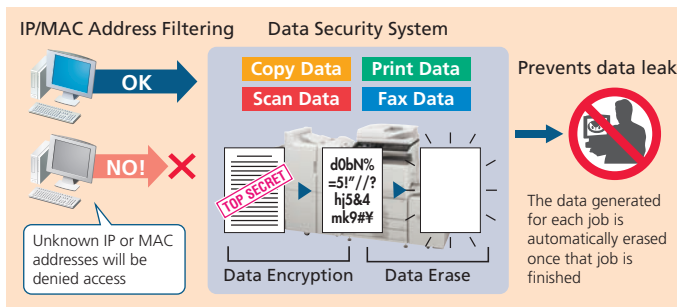 IP/MAC Address Filtering
OK
NO!
Unknown IP or MAC
addresses will be
denied access
Data Security System
Copy Data
Print Data
Scan Data
Fax Data
TOP SECRET
d0bN%
=5!"//?
hj5&4
mk9#¥
Data Encryption
Data Erase
Prevents data leak
The data generated
for each job is
automatically erased
once that job is
finished